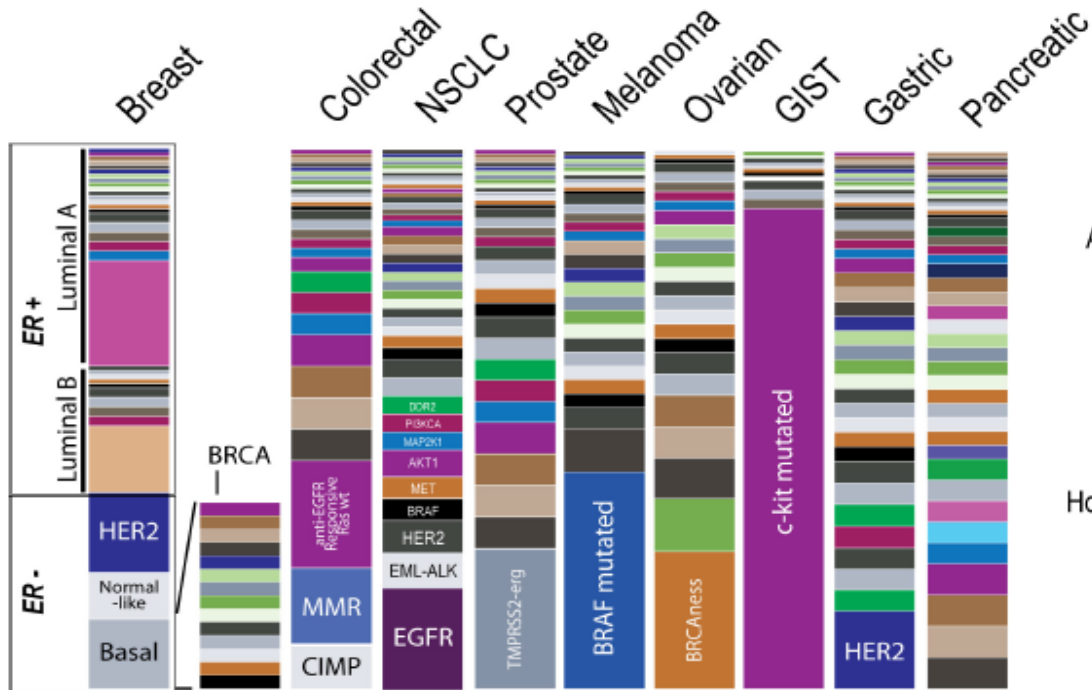 Breast
Colorectal
NSCLC
Prostate
Melanoma
Ovarian
GIST
Gastric
Pancreatic
ER+
Luminal A
Luminal B
ER -
HER2
Normal
-like
Basal
BRCA
anti-EGFR
Responsive
Ras wt
MMR
CIMP
DDR2
PI3KCA
MAP2K1
AKT1
MET
BRAF
HER2
EML-ALK
EGFR
TMPRSS2-erg
BRAF mutated
BRCAness
c-kit mutated
HER2
A
Ho